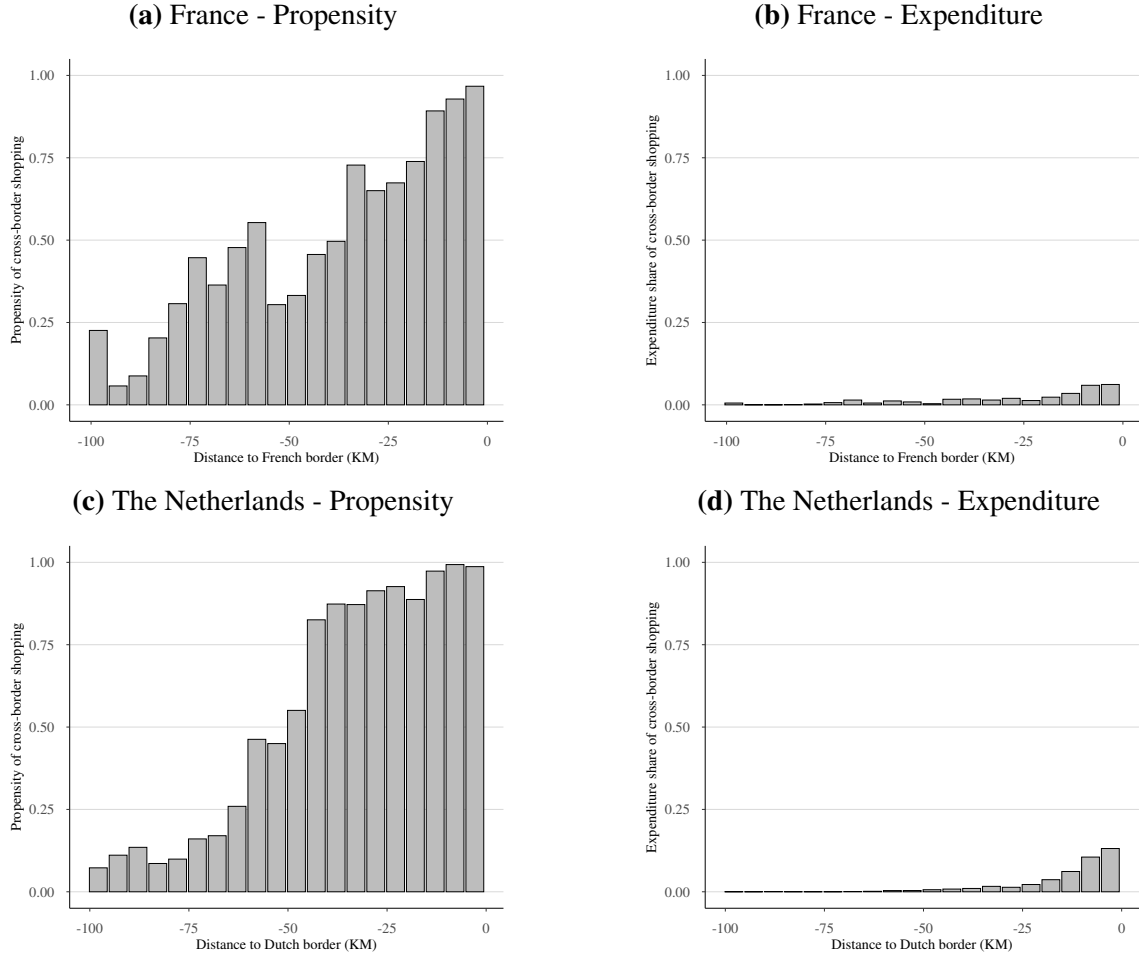 (a) France - Propensity
Propensity of cross-border shopping
1.00
0.75
0.50
0.25
0.00
-100 -75 -50 -25 0
Distance to French border (KM)
(b) France - Expenditure
Expenditure share of cross-border shopping
1.00
0.75
0.50
0.25
0.00
-100 -75 -50 -25 0
Distance to French border (KM)
(c) The Netherlands - Propensity
Propensity of cross-border shopping
1.00
0.75
0.50
0.25
0.00
-100 -75 -50 -25 0
Distance to Dutch border (KM)
(d) The Netherlands - Expenditure
Expenditure share of cross-border shopping
1.00
0.75
0.50
0.25
0.00
-100 -75 -50 -25 0
Distance to Dutch border (KM)